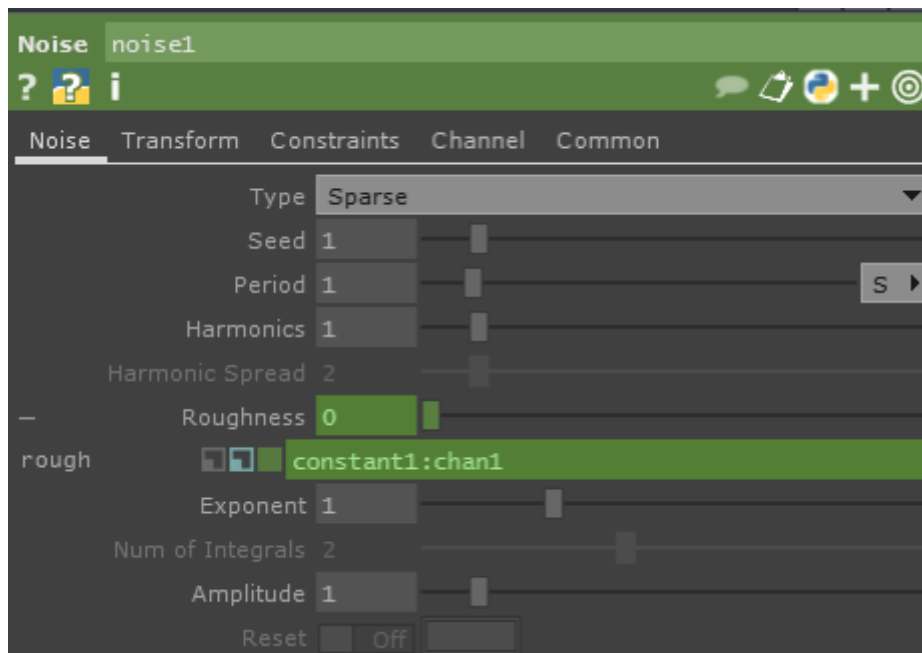 Noise noise1
? ? i
Noise Transform Constraints Channel Common
Type Sparse
Seed 1
Period 1 S
Harmonics 1
Harmonic Spread 2
Roughness 0
rough constant1:chan1
Exponent 1
Num of Integrals 2
Amplitude 1
Reset Off